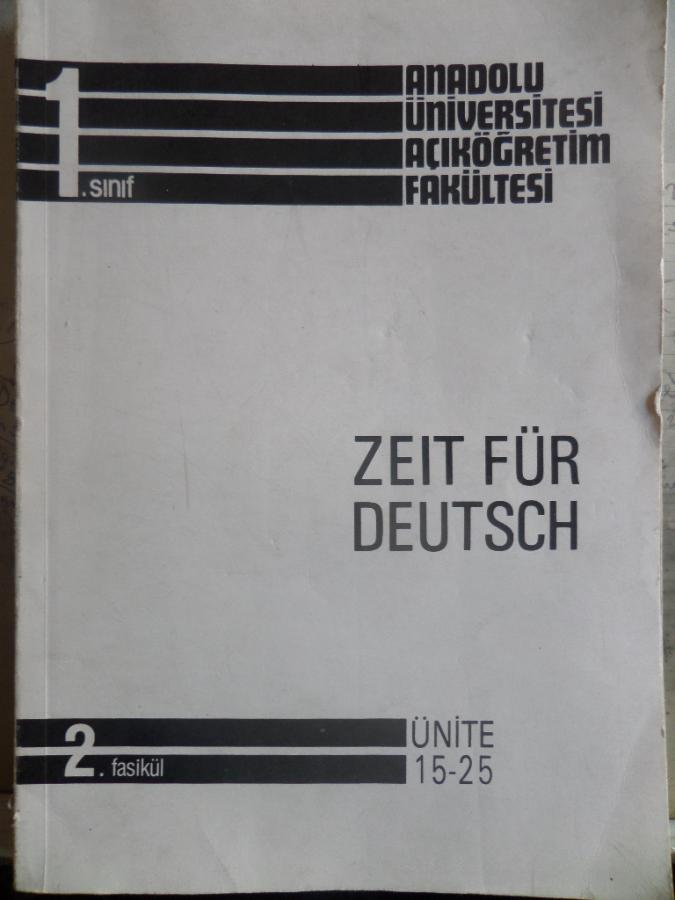 ANADOLU
ÜNİVERSİTESİ
AÇIKÖĞRETİM
FAKÜLTESİ
1. sınıf
ZEIT FÜR
DEUTSCH
2. fasikül
ÜNİTE
15-25